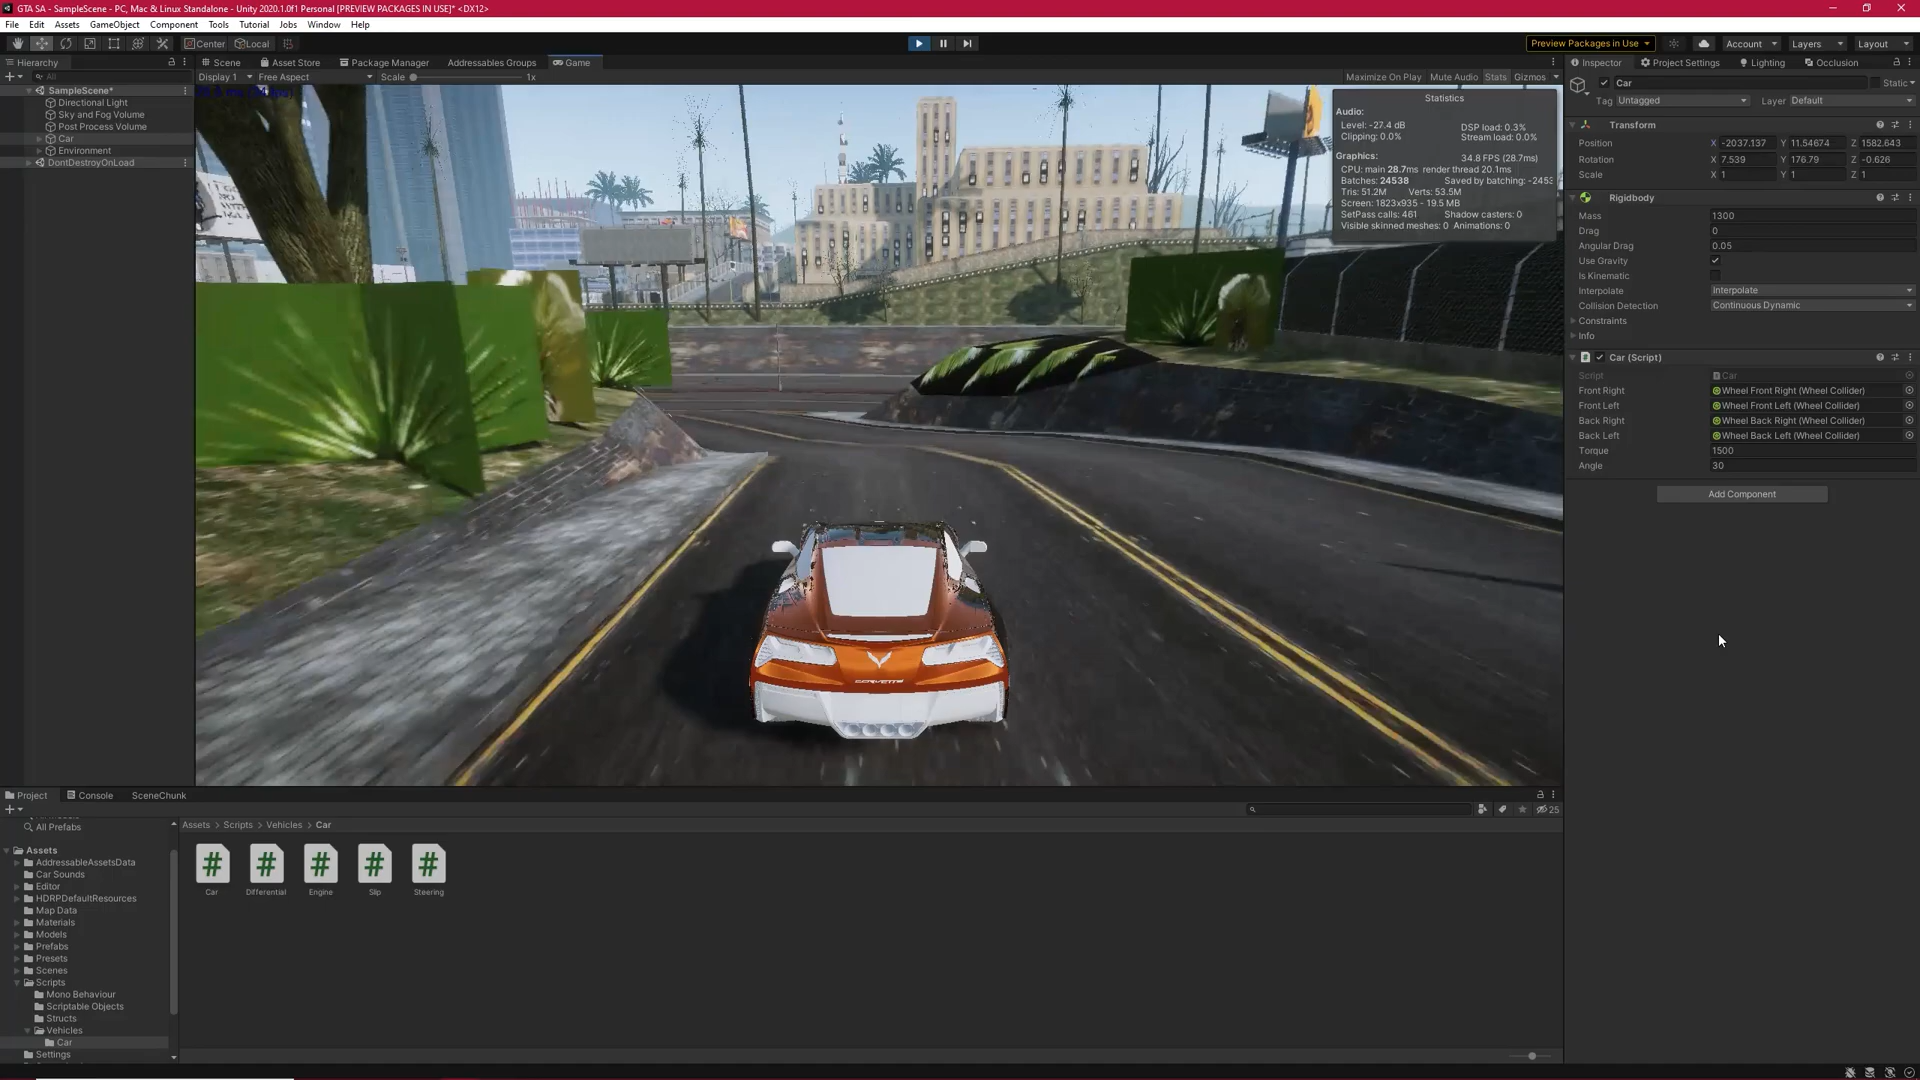 GTA SA - SampleScene - PC, Mac & Linux Standalone - Unity 2020.1.0f1 Personal [PREVIEW PACKAGES IN USE]* <DX12>
File Edit Assets GameObject Component Tools Tutorial Jobs Window Help
Center Local Preview Packages in Use Account Layers Layout
Hierarchy Scene Asset Store Package Manager Addressables Groups Game Inspector Project Settings Lighting Occlusion
All
Display 1 Free Aspect Scale 1x Maximize On Play Mute Audio Stats Gizmos
SampleScene*
Directional Light
Sky and Fog Volume
Post Process Volume
Car
Environment
DontDestroyOnLoad
Statistics
Audio:
Level: -27.4 dB DSP load: 0.3%
Clipping: 0.0% Stream load: 0.0%
Graphics: 34.8 FPS (28.7ms)
CPU: main 28.7ms render thread 20.1ms
Batches: 24538 Saved by batching: -2453
Tris: 51.2M Verts: 53.5M
Screen: 1823x935 - 19.5 MB
SetPass calls: 461 Shadow casters: 0
Visible skinned meshes: 0 Animations: 0
CORVETTE
Car Static
Tag Untagged Layer Default
Transform
Position X -2037.137 Y 11.54674 Z 1582.643
Rotation X 7.539 Y 176.79 Z -0.626
Scale X 1 Y 1 Z 1
Rigidbody
Mass 1300
Drag 0
Angular Drag 0.05
Use Gravity
Is Kinematic
Interpolate Interpolate
Collision Detection Continuous Dynamic
Constraints
Info
Car (Script)
Script Car
Front Right Wheel Front Right (Wheel Collider)
Front Left Wheel Front Left (Wheel Collider)
Back Right Wheel Back Right (Wheel Collider)
Back Left Wheel Back Left (Wheel Collider)
Torque 1500
Angle 30
Add Component
Project Console SceneChunk
25
All Prefabs
Assets
AddressableAssetsData
Car Sounds
Editor
HDRPDefaultResources
Map Data
Materials
Models
Prefabs
Presets
Scenes
Scripts
Mono Behaviour
Scriptable Objects
Structs
Vehicles
Car
Settings
Assets > Scripts > Vehicles > Car
Car Differential Engine Slip Steering